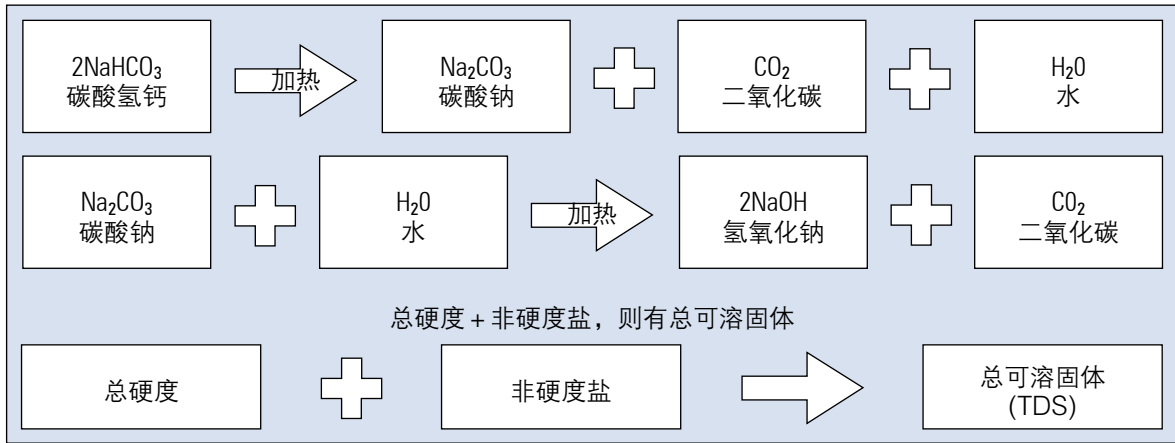 2NaHCO₃
碳酸氢钙
加热
Na₂CO₃
碳酸钠
CO₂
二氧化碳
H₂O
水
Na₂CO₃
碳酸钠
H₂O
水
加热
2NaOH
氢氧化钠
CO₂
二氧化碳
总硬度 + 非硬度盐，则有总可溶固体
总硬度
非硬度盐
总可溶固体
(TDS)